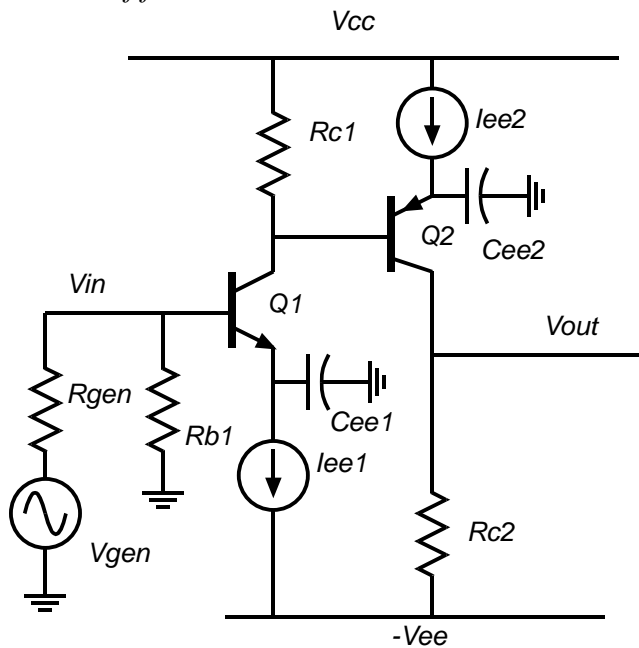 Vcc
Rc1
Iee2
Q2
Cee2
Vin
Q1
Vout
Rgen
Rb1
Cee1
Iee1
Vgen
Rc2
-Vee